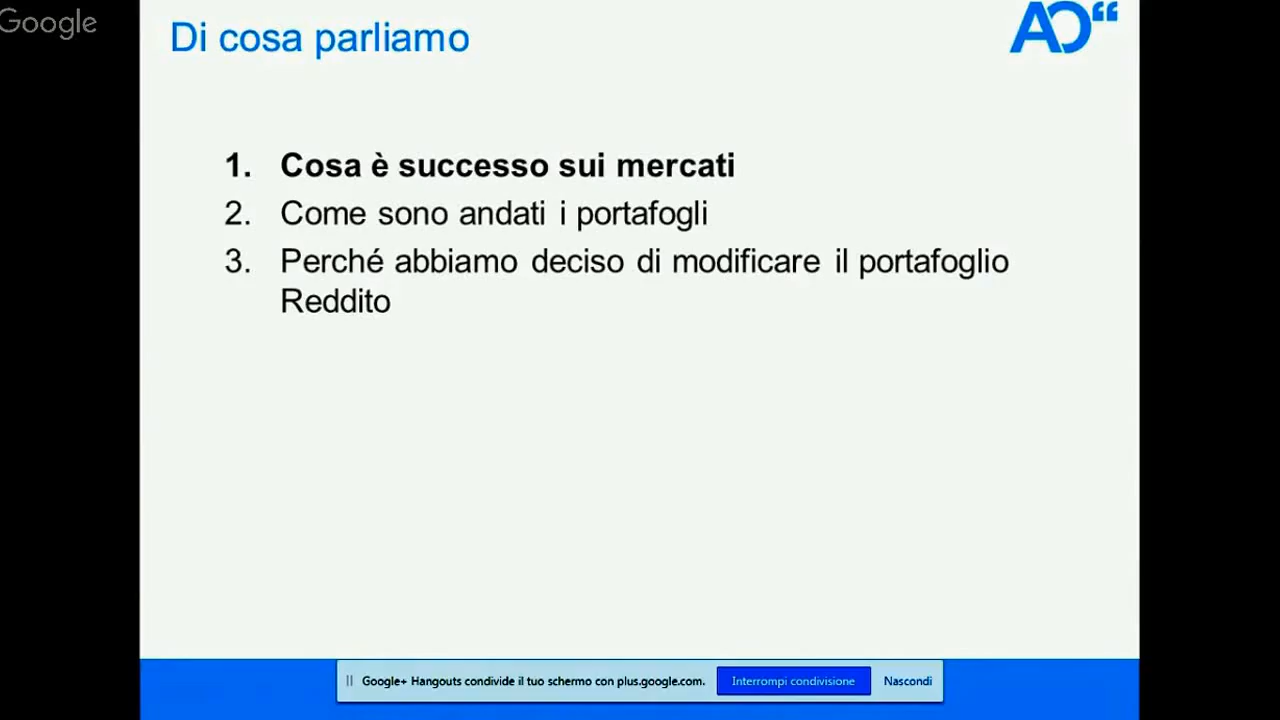 Google
Di cosa parliamo
AO“
1. Cosa è successo sui mercati
2. Come sono andati i portafogli
3. Perché abbiamo deciso di modificare il portafoglio
Reddito
Google+ Hangouts condivide il tuo schermo con plus.google.com. Interrompi condivisione Nascondi